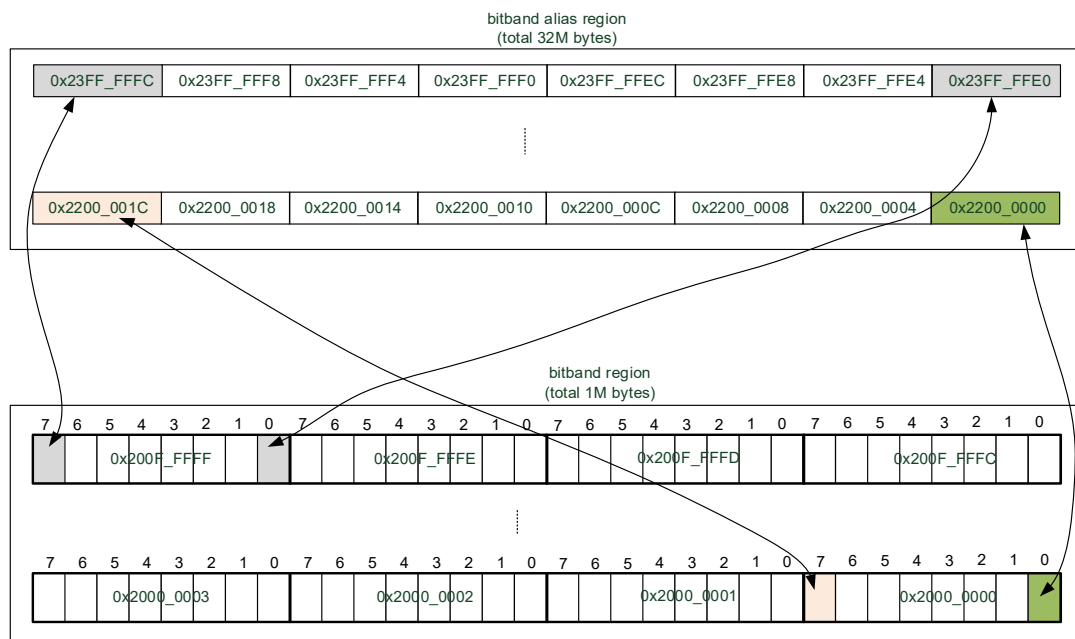 bitband alias region
(total 32M bytes)
0x23FF_FFFC 0x23FF_FFF8 0x23FF_FFF4 0x23FF_FFF0 0x23FF_FFEC 0x23FF_FFE8 0x23FF_FFE4 0x23FF_FFE0
0x2200_001C 0x2200_0018 0x2200_0014 0x2200_0010 0x2200_000C 0x2200_0008 0x2200_0004 0x2200_0000
bitband region
(total 1M bytes)
7 6 5 4 3 2 1 0 7 6 5 4 3 2 1 0 7 6 5 4 3 2 1 0 7 6 5 4 3 2 1 0
0x200F_FFFF 0x200F_FFFE 0x200F_FFFD 0x200F_FFFC
7 6 5 4 3 2 1 0 7 6 5 4 3 2 1 0 7 6 5 4 3 2 1 0 7 6 5 4 3 2 1 0
0x2000_0003 0x2000_0002 0x2000_0001 0x2000_0000